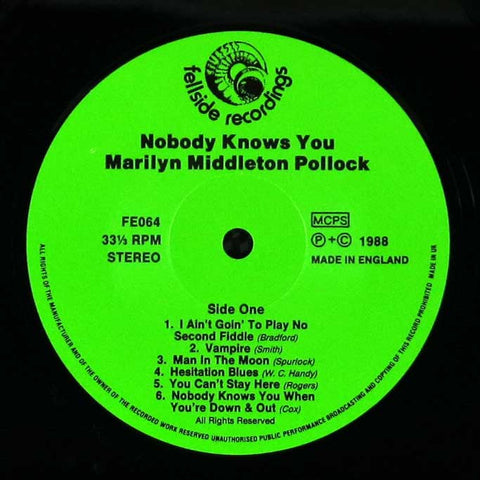 fellside recordings
Nobody Knows You
Marilyn Middleton Pollock
FE064
33⅓ RPM
STEREO
MCPS
Ⓟ+© 1988
MADE IN ENGLAND
Side One
1. I Ain't Goin' To Play No
Second Fiddle (Bradford)
2. Vampire (Smith)
3. Man in The Moon (Spurlock)
4. Hesitation Blues (W. C. Handy)
5. You Can't Stay Here (Rogers)
6. Nobody Knows You When
You're Down & Out (Cox)
All Rights Reserved
ALL RIGHTS OF THE MANUFACTURER AND OF THE OWNER OF THE RECORDED WORK RESERVED UNAUTHORISED PUBLIC PERFORMANCE BROADCASTING AND COPYING OF THIS RECORD PROHIBITED MADE IN UK